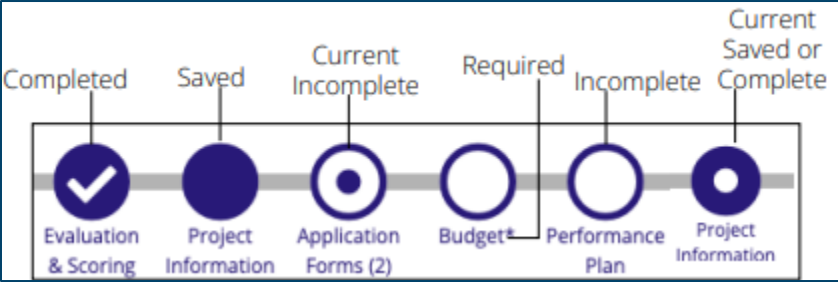 Completed
Saved
Current
Incomplete
Required
Incomplete
Current
Saved or
Complete
Evaluation
& Scoring
Project
Information
Application
Forms (2)
Budget*
Performance
Plan
Project
Information